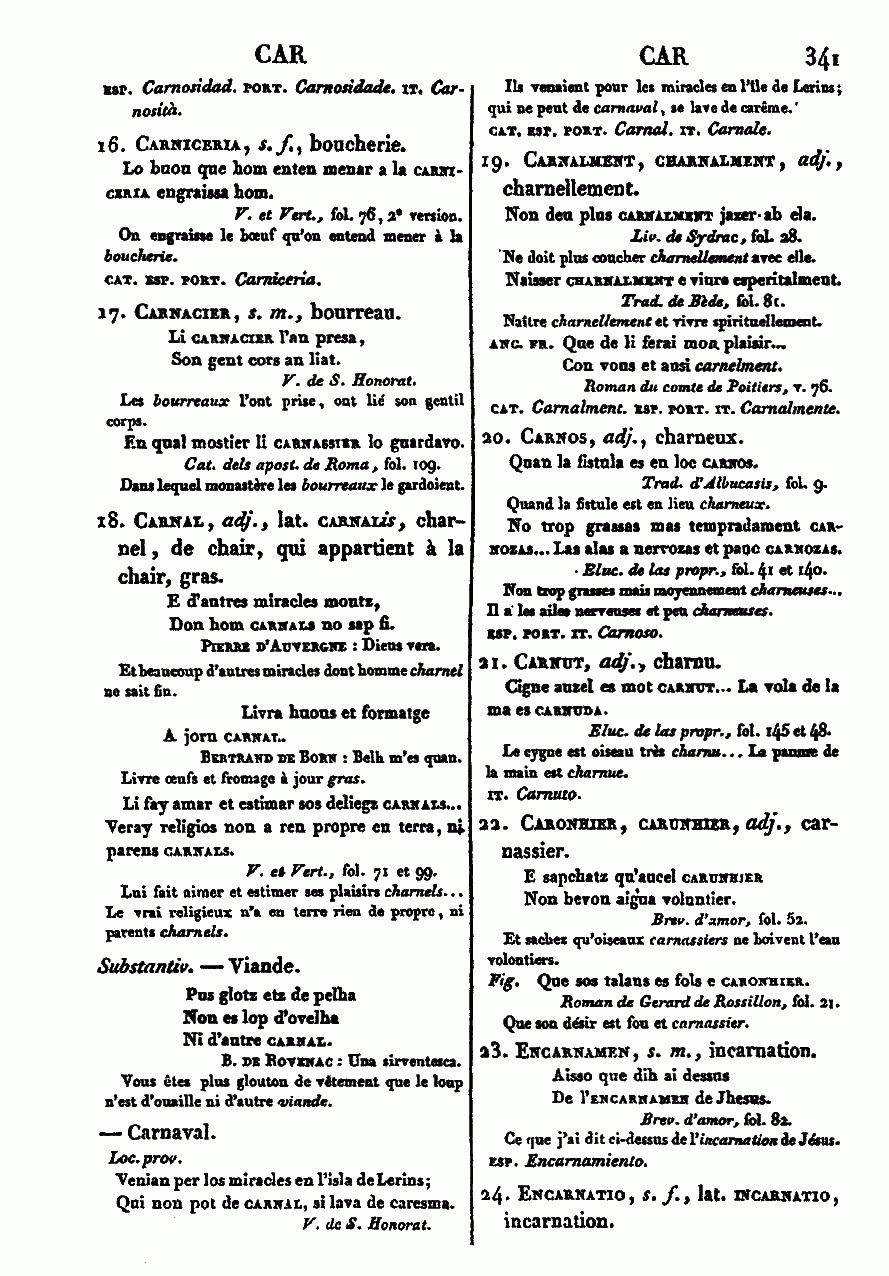 CAR
ESP. Carnosidad. PORT. Carnosidade. IT. Car-
nosità.
16. CARNICERIA, s. f., boucherie.
Lo buou que hom enten menar a la CARNI-
CERIA engraissa hom.
V. et Vert., fol. 76, 2e version.
On engraisse le bœuf qu'on entend mener à la
boucherie.
CAT. ESP. PORT. Carniceria.
17. CARNACIER, s. m., bourreau.
Li CARNACIER l'an presa,
Son gent cors an liat.
V. de S. Honorat.
Les bourreaux l'ont prise, ont lié son gentil
corps.
En qual mostier li CARNASSIER lo guardavo.
Cat. dels apost. de Roma, fol. 109.
Dans lequel monastère les bourreaux le gardoient.
18. CARNAL, adj., lat. CARNALis, char-
nel, de chair, qui appartient à la
chair, gras.
E d'autres miracles moutz,
Don hom CARNALS no sap fi.
PIERRE D'AUVERGNE : Dieus vera.
Et beaucoup d'autres miracles dont homme charnel
ne sait fin.
Livra huous et formatge
A jorn CARNAL.
BERTRAND DE BORN : Belh m'es quan.
Livre œufs et fromage à jour gras.
Li fay amar et estimar sos deliegz CARNALS...
Veray religios non a ren propre en terra, ni
parens CARNALS.
V. et Vert., fol. 71 et 99.
Lui fait aimer et estimer ses plaisirs charnels...
Le vrai religieux n'a en terre rien de propre, ni
parents charnels.
Substantiv. — Viande.
Pus glotz etz de pelha
Non es lop d'ovelha
Ni d'autre CARNAL.
B. DE ROVENAC : Una sirventesca.
Vous êtes plus glouton de vêtement que le loup
n'est d'ouaille ni d'autre viande.
— Carnaval.
Loc. prov.
Venian per los miracles en l'isla de Lerins;
Qui non pot de CARNAL, si lava de caresma.
V. de S. Honorat.
CAR 341
Ils venaient pour les miracles en l'île de Lerins;
qui ne peut de carnaval, se lave de carême.
CAT. ESP. PORT. Carnal. IT. Carnale.
19. CARNALMENT, CHARNALMENT, adj.,
charnellement.
Non deu plus CARNALMENT jazer ab ela.
Liv. de Sydrac, fol. 28.
Ne doit plus coucher charnellement avec elle.
Naisser CHARNALMENT e viure esperitalment.
Trad. de Bède, fol. 81.
Naître charnellement et vivre spirituellement.
ANC. FR. Que de li ferai mon plaisir...
Con vous et ausi carnelment.
Roman du comte de Poitiers, v. 76.
CAT. Carnalment. ESP. PORT. IT. Carnalmente.
20. CARNOS, adj., charneux.
Quan la fistula es en loc CARNOS.
Trad. d'Albucasis, fol. 9.
Quand la fistule est en lieu charneux.
No trop grassas mas tempradament CAR-
NOZAS... Las alas a nervozas et pauc CARNOZAS.
Eluc. de las propr., fol. 41 et 140.
Non trop grasses mais moyennement charneuses...
Il a les ailes nerveuses et peu charneuses.
ESP. PORT. IT. Carnoso.
21. CARNUT, adj., charnu.
Cigne auzel es mot CARNUT... La vola de la
ma es CARNUDA.
Eluc. de las propr., fol. 145 et 48.
Le cygne est oiseau très charnu... La paume de
la main est charnue.
IT. Carnuto.
22. CARONHIER, CARUNHIER, adj., car-
nassier.
E sapchatz qu'aucel CARUNHIER
Non bevon aigua voluntier.
Brev. d'amor, fol. 52.
Et sachez qu'oiseaux carnassiers ne boivent l'eau
volontiers.
Fig. Que sos talans es fols e CARONHIER.
Roman de Gerard de Rossillon, fol. 21.
Que son désir est fou et carnassier.
23. ENCARNAMEN, s. m., incarnation.
Aisso que dih ai dessus
De l'ENCARNAMEN de Jhesus.
Brev. d'amor, fol. 82.
Ce que j'ai dit ci-dessus de l'incarnation de Jésus.
ESP. Encarnamiento.
24. ENCARNATIO, s. f., lat. INCARNATIO,
incarnation.